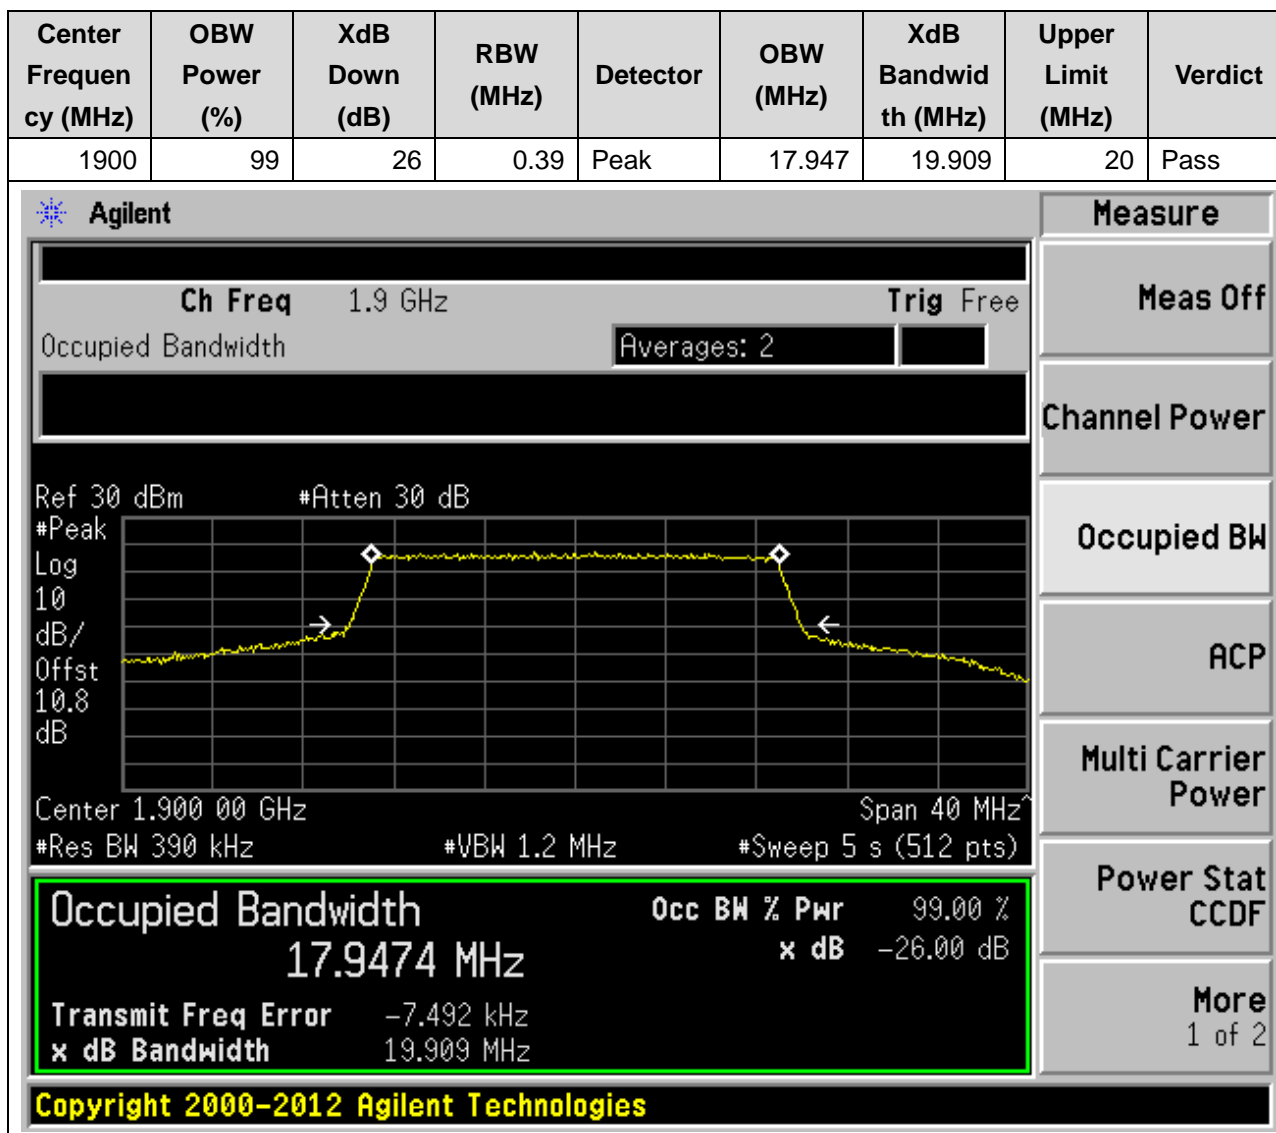 Center Frequen cy (MHz) OBW Power (%) XdB Down (dB) RBW (MHz) Detector OBW (MHz) XdB Bandwid th (MHz) Upper Limit (MHz) Verdict
1900 99 26 0.39 Peak 17.947 19.909 20 Pass
Agilent
Measure
Ch Freq 1.9 GHz Trig Free
Meas Off
Occupied Bandwidth Averages: 2
Channel Power
Ref 30 dBm #Atten 30 dB
#Peak
Log
10
dB/
Offst
10.8
dB
Occupied BW
ACP
Multi Carrier
Power
Center 1.900 00 GHz Span 40 MHz^
#Res BW 390 kHz #VBW 1.2 MHz #Sweep 5 s (512 pts)
Power Stat
CCDF
Occupied Bandwidth Occ BW % Pwr 99.00 %
17.9474 MHz x dB -26.00 dB
Transmit Freq Error -7.492 kHz
x dB Bandwidth 19.909 MHz
More
1 of 2
Copyright 2000-2012 Agilent Technologies